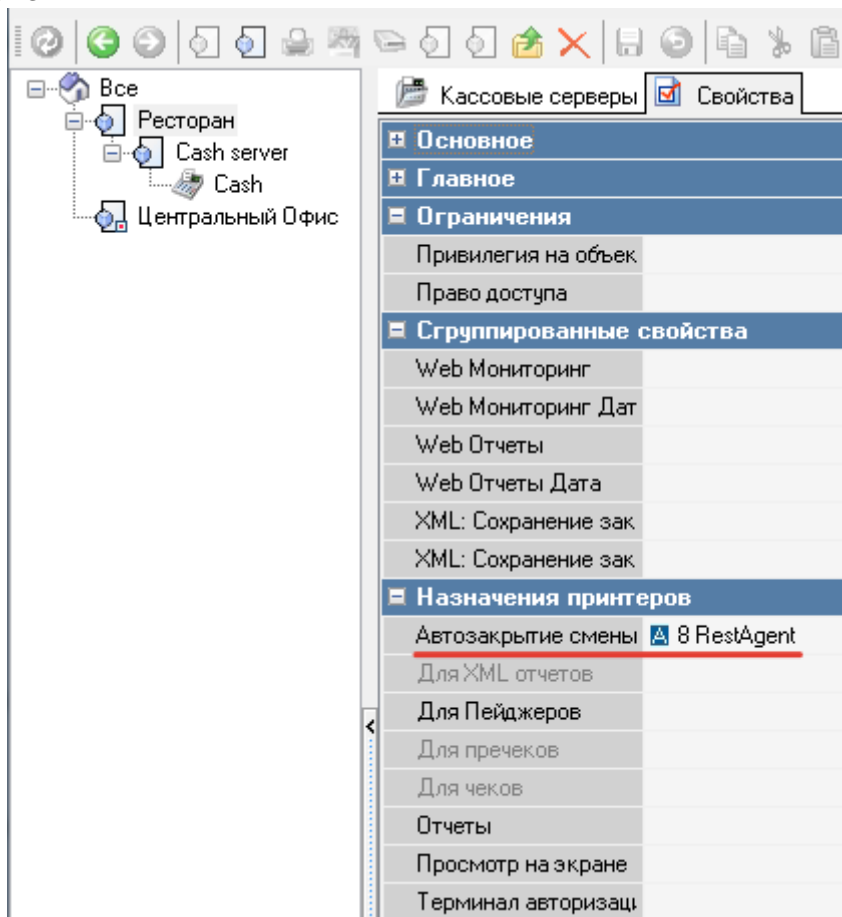 Все
Ресторан
Cash server
Cash
Центральный Офис
Кассовые серверы
Свойства
Основное
Главное
Ограничения
Привилегия на объек
Право доступа
Сгруппированные свойства
Web Мониторинг
Web Мониторинг Дат
Web Отчеты
Web Отчеты Дата
XML: Сохранение зак
XML: Сохранение зак
Назначения принтеров
Автозакрытие смены A 8 RestAgent
Для XML отчетов
Для Пейджеров
Для пречеков
Для чеков
Отчеты
Просмотр на экране
Терминал авторизаци